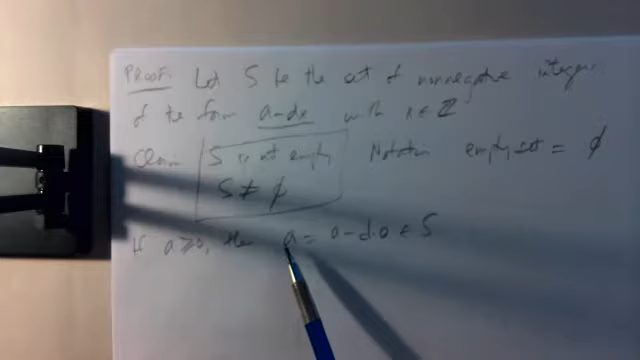 PROOF: Let S be the set of nonnegative integers
of the form a-dx with x ∈ ℤ
Claim S is not empty Notation empty set = ∅
S ≠ ∅
If a ≥ 0, the a = a - d·0 ∈ S